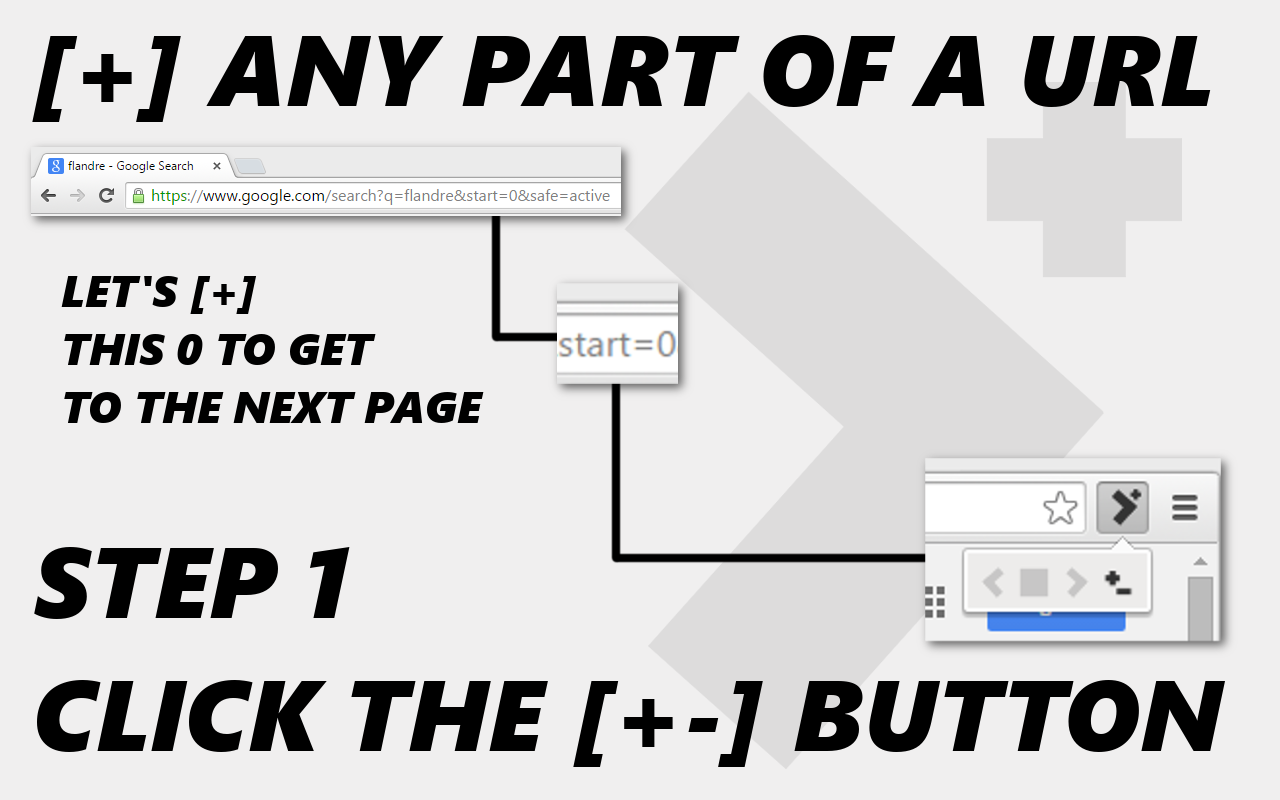 [+] ANY PART OF A URL
flandre - Google Search
https://www.google.com/search?q=flandre&start=0&safe=active
LET'S [+]
THIS 0 TO GET
TO THE NEXT PAGE
start=0
STEP 1
CLICK THE [+-] BUTTON